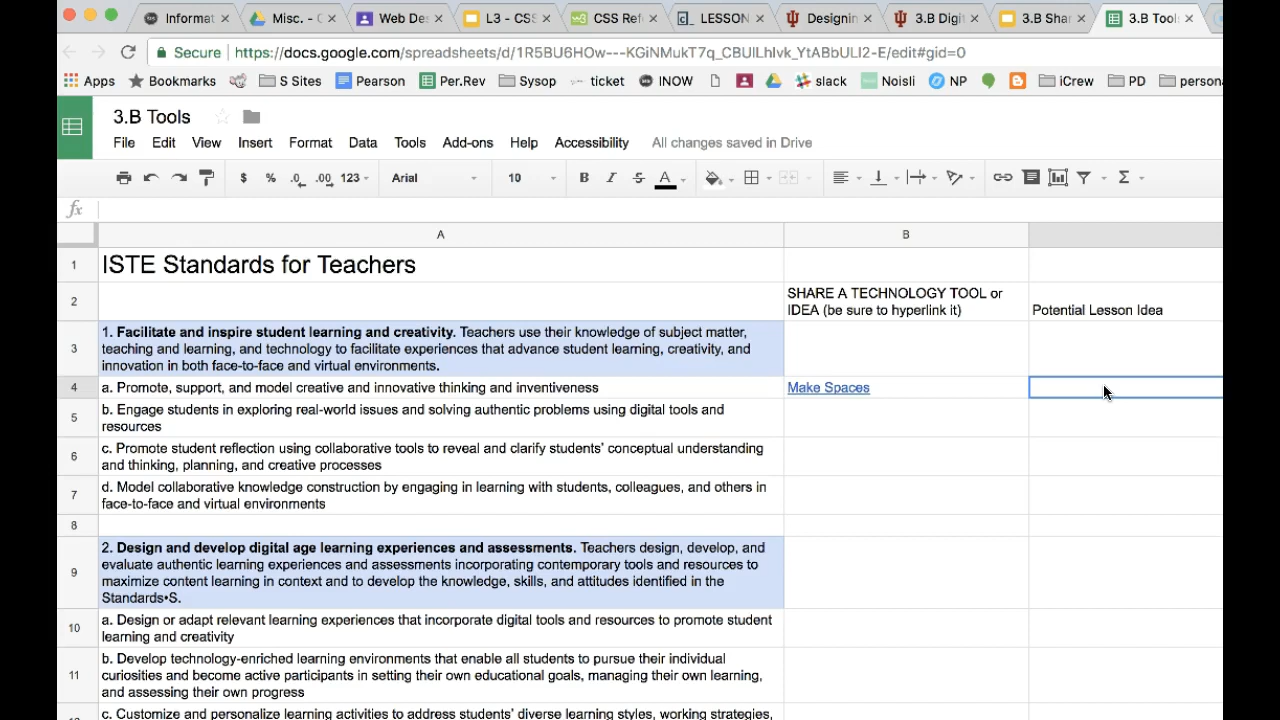 Informat
Misc. - C
Web De
L3 - CSS
CSS Ref
LESSON
Designin
3.B Digi
3.B Shar
3.B Tool
Secure https://docs.google.com/spreadsheets/d/1R5BU6HOw---KGiNMukT7q_CBUlLhIvk_YtABbULI2-E/edit#gid=0
Apps Bookmarks S Sites Pearson Per.Rev Sysop ticket INOW slack Noisli NP iCrew PD persona
3.B Tools
File Edit View Insert Format Data Tools Add-ons Help Accessibility All changes saved in Drive
$ % .0 .00 123 Arial 10 B I S A Σ
fx
A B
1 ISTE Standards for Teachers
2
SHARE A TECHNOLOGY TOOL or
IDEA (be sure to hyperlink it)
Potential Lesson Idea
3
1. Facilitate and inspire student learning and creativity. Teachers use their knowledge of subject matter,
teaching and learning, and technology to facilitate experiences that advance student learning, creativity, and
innovation in both face-to-face and virtual environments.
4 a. Promote, support, and model creative and innovative thinking and inventiveness Make Spaces
5
b. Engage students in exploring real-world issues and solving authentic problems using digital tools and
resources
6
c. Promote student reflection using collaborative tools to reveal and clarify students' conceptual understanding
and thinking, planning, and creative processes
7
d. Model collaborative knowledge construction by engaging in learning with students, colleagues, and others in
face-to-face and virtual environments
8
9
2. Design and develop digital age learning experiences and assessments. Teachers design, develop, and
evaluate authentic learning experiences and assessments incorporating contemporary tools and resources to
maximize content learning in context and to develop the knowledge, skills, and attitudes identified in the
Standards•S.
10
a. Design or adapt relevant learning experiences that incorporate digital tools and resources to promote student
learning and creativity
11
b. Develop technology-enriched learning environments that enable all students to pursue their individual
curiosities and become active participants in setting their own educational goals, managing their own learning,
and assessing their own progress
c. Customize and personalize learning activities to address students' diverse learning styles, working strategies,